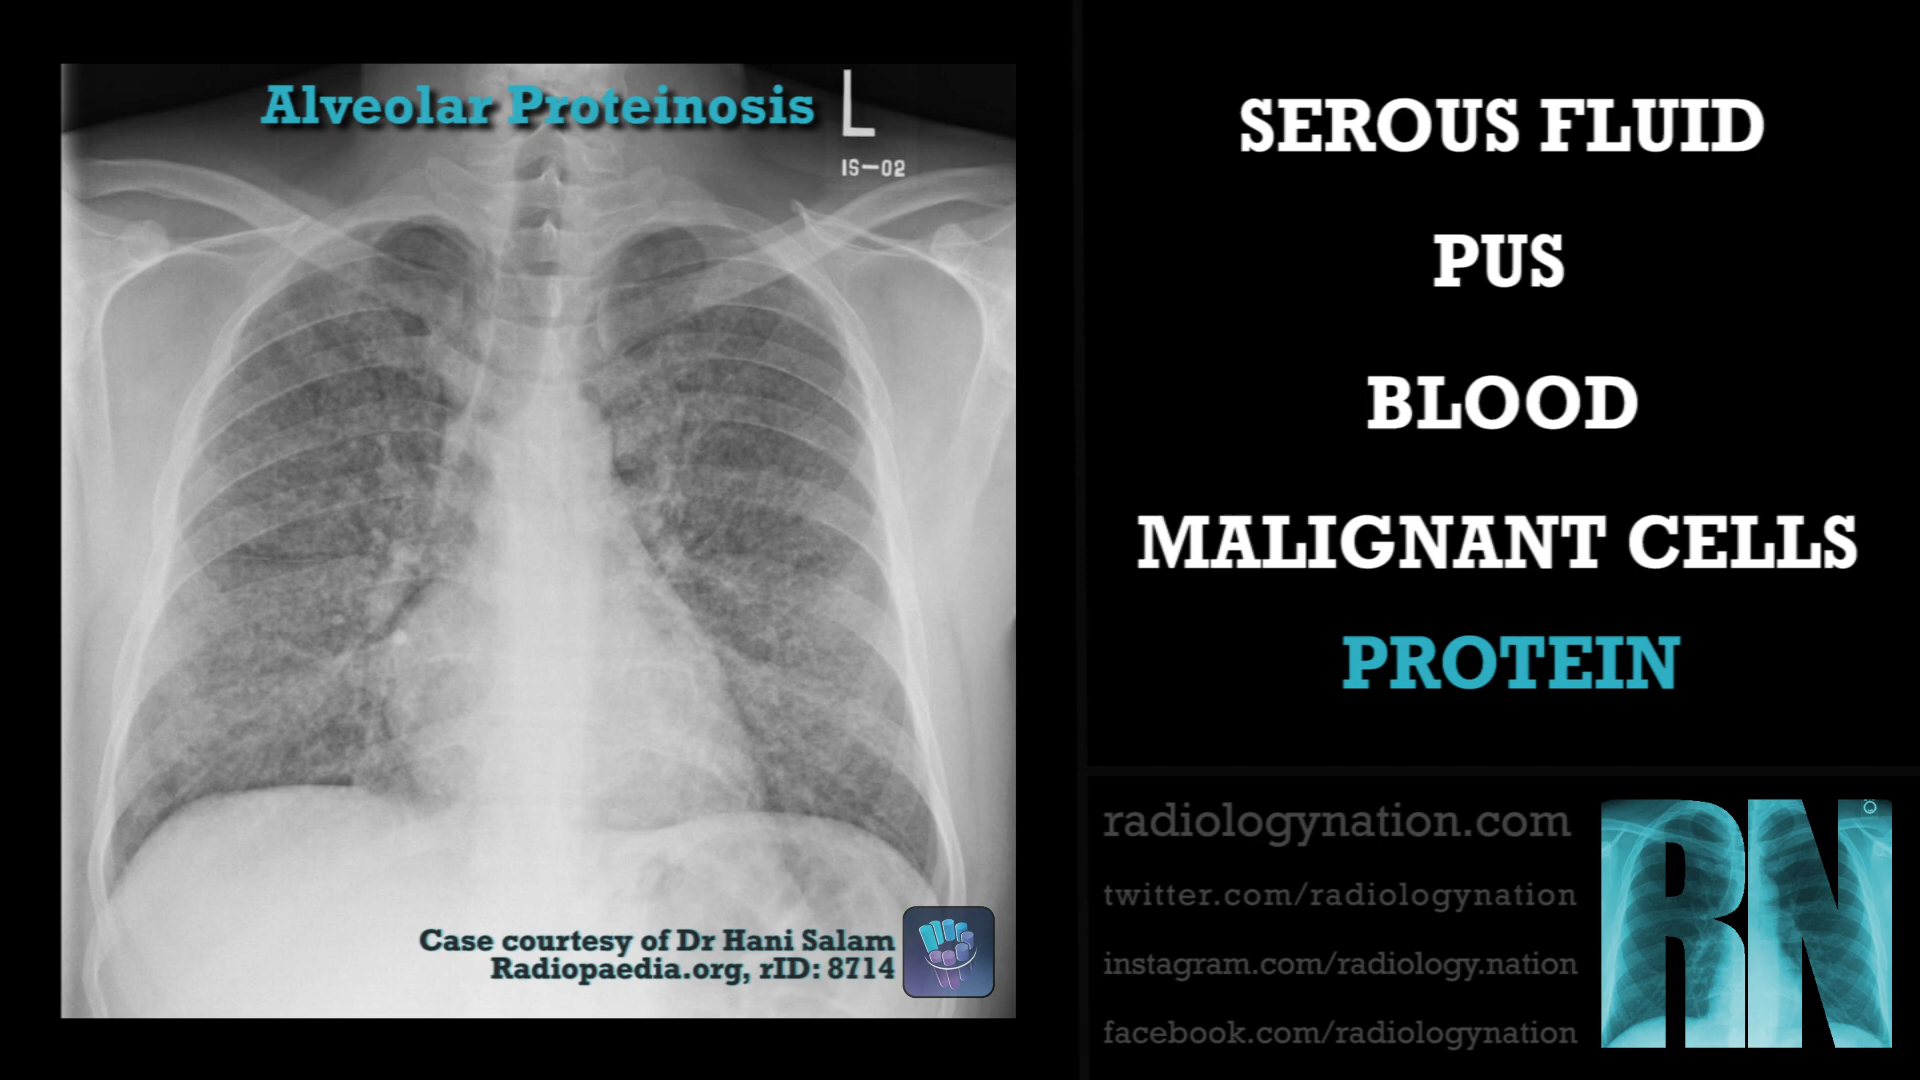 Alveolar Proteinosis
L
IS-02
Case courtesy of Dr Hani Salam
Radiopaedia.org, rID: 8714
SEROUS FLUID
PUS
BLOOD
MALIGNANT CELLS
PROTEIN
radiologynation.com
twitter.com/radiologynation
instagram.com/radiology.nation
facebook.com/radiologynation
RN